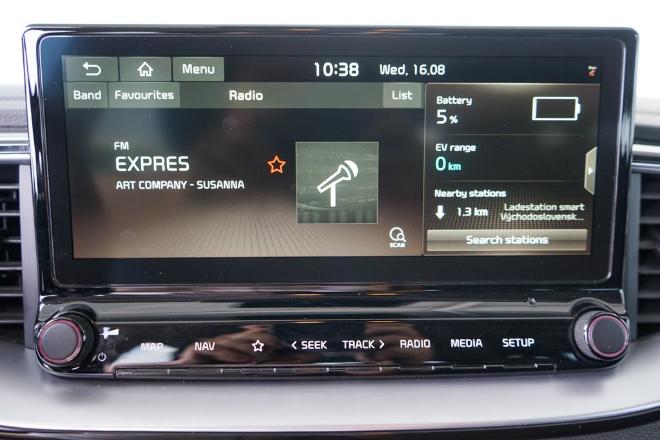 Menu
10:38
Wed, 16.08
Band
Favourites
Radio
List
FM
EXPRES
ART COMPANY - SUSANNA
SCAN
Battery
5 %
EV range
0 km
Nearby stations
1.3 km
Ladestation smart
Východoslovensk...
Search stations
MAP
NAV
< SEEK
TRACK >
RADIO
MEDIA
SETUP